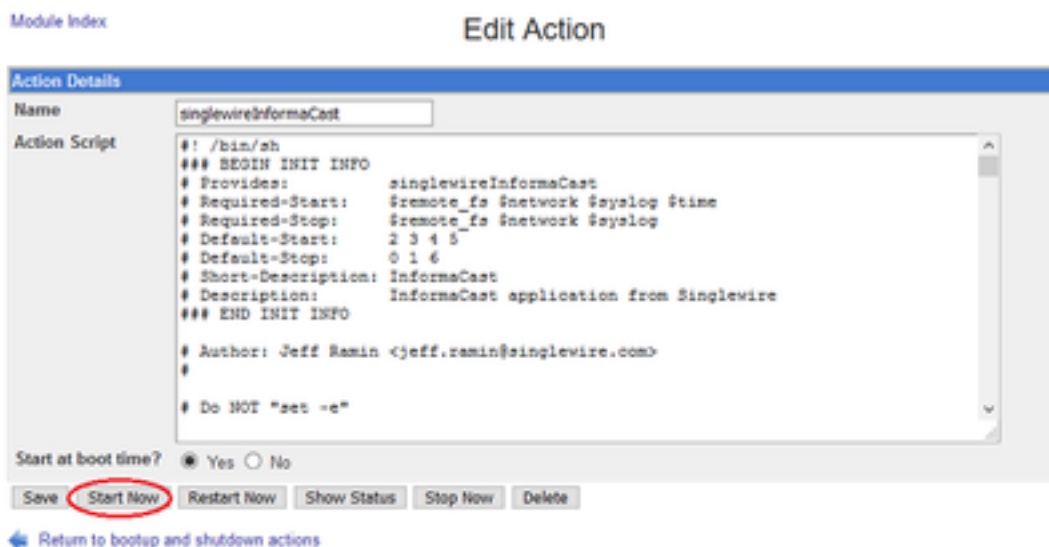 Module Index
Edit Action
Action Details
Name singlewireInformaCast
Action Script
#! /bin/sh
### BEGIN INIT INFO
# Provides: singlewireInformaCast
# Required-Start: $remote_fs $network $syslog $time
# Required-Stop: $remote_fs $network $syslog
# Default-Start: 2 3 4 5
# Default-Stop: 0 1 6
# Short-Description: InformaCast
# Description: InformaCast application from Singlewire
### END INIT INFO
# Author: Jeff Ramin <jeff.ramin@singlewire.com>
#
# Do NOT "set -e"
Start at boot time? Yes No
Save Start Now Restart Now Show Status Stop Now Delete
Return to bootup and shutdown actions